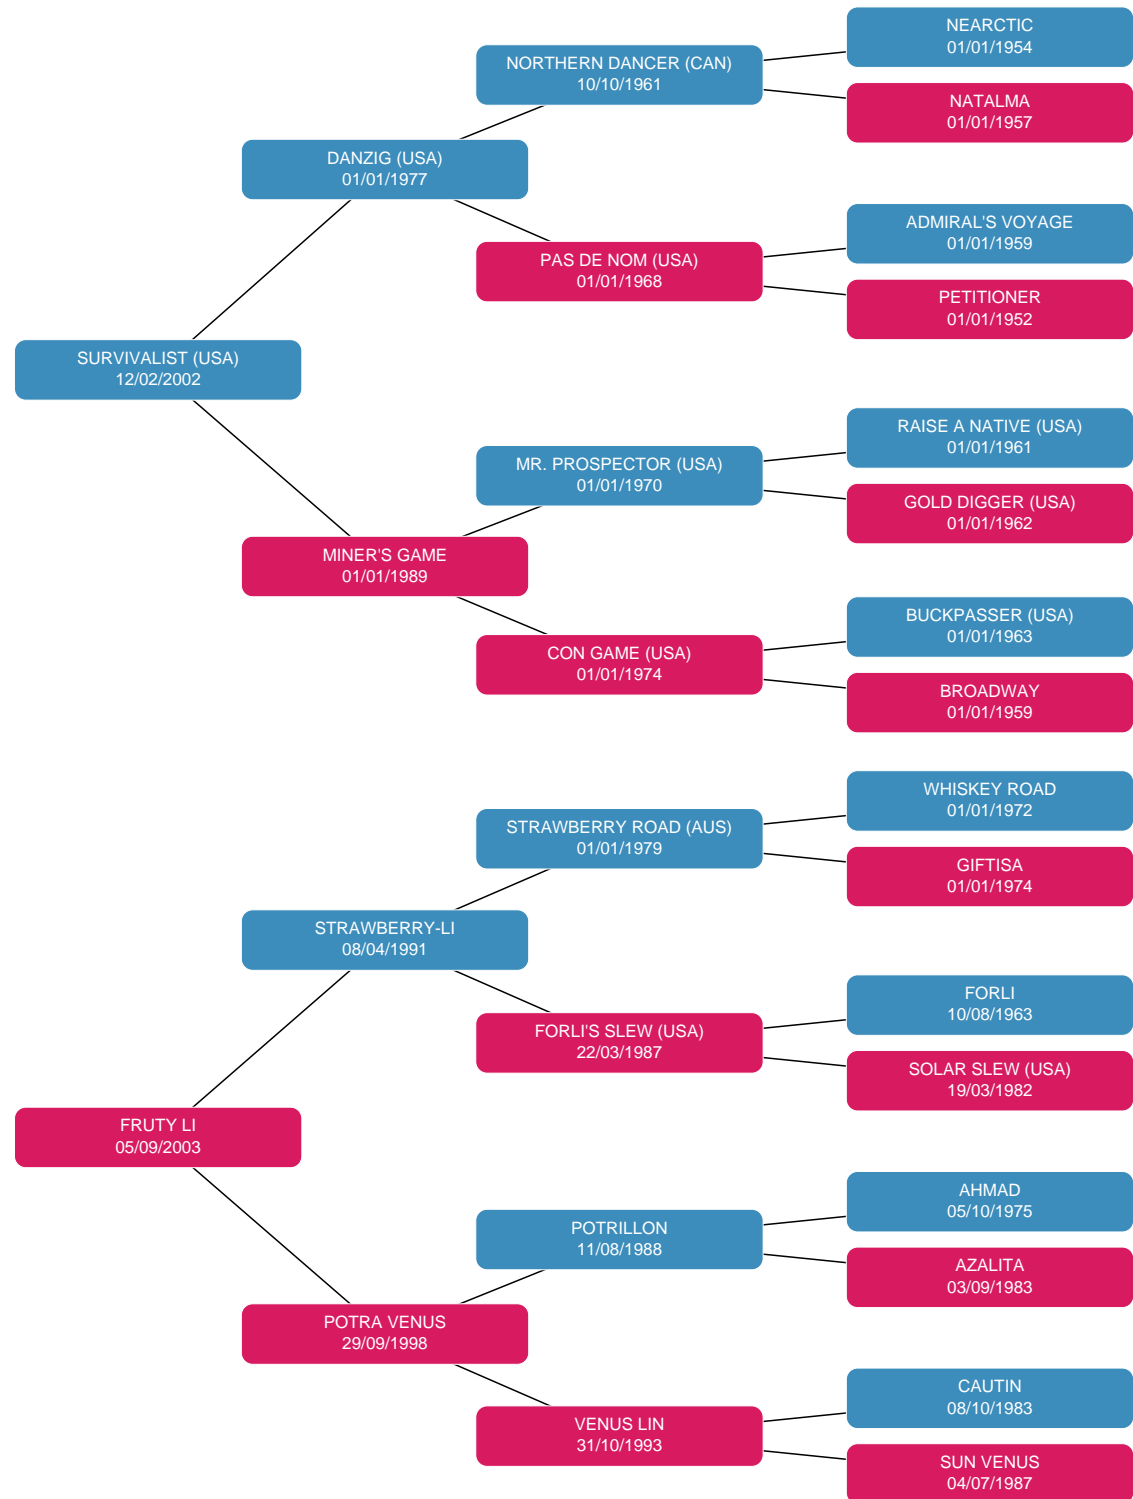 NEARCTIC
01/01/1954
NORTHERN DANCER (CAN)
10/10/1961
NATALMA
01/01/1957
DANZIG (USA)
01/01/1977
ADMIRAL'S VOYAGE
01/01/1959
PAS DE NOM (USA)
01/01/1968
PETITIONER
01/01/1952
SURVIVALIST (USA)
12/02/2002
RAISE A NATIVE (USA)
01/01/1961
MR. PROSPECTOR (USA)
01/01/1970
GOLD DIGGER (USA)
01/01/1962
MINER'S GAME
01/01/1989
BUCKPASSER (USA)
01/01/1963
CON GAME (USA)
01/01/1974
BROADWAY
01/01/1959
WHISKEY ROAD
01/01/1972
STRAWBERRY ROAD (AUS)
01/01/1979
GIFTISA
01/01/1974
STRAWBERRY-LI
08/04/1991
FORLI
10/08/1963
FORLI'S SLEW (USA)
22/03/1987
SOLAR SLEW (USA)
19/03/1982
FRUTY LI
05/09/2003
AHMAD
05/10/1975
POTRILLON
11/08/1988
AZALITA
03/09/1983
POTRA VENUS
29/09/1998
CAUTIN
08/10/1983
VENUS LIN
31/10/1993
SUN VENUS
04/07/1987